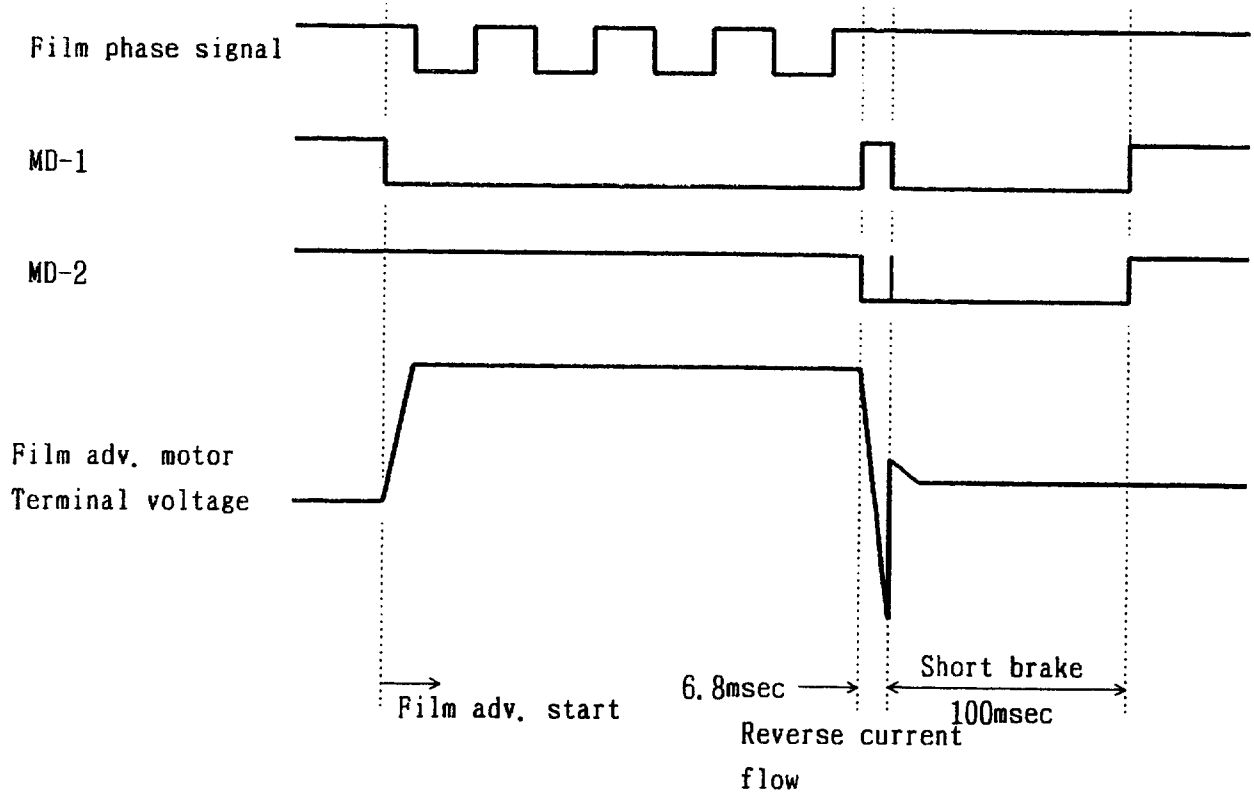 Film phase signal
MD-1
MD-2
Film adv. motor
Terminal voltage
Film adv. start
6.8msec
Reverse current
flow
Short brake
100msec